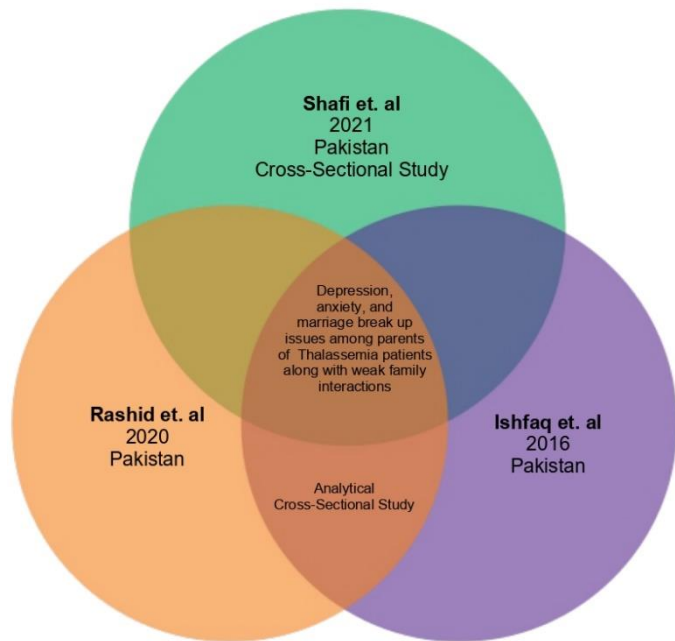 Shafi et. al
2021
Pakistan
Cross-Sectional Study
Depression,
anxiety, and
marriage break up
issues among parents
of Thalassemia patients
along with weak family
interactions
Rashid et. al
2020
Pakistan
Ishfaq et. al
2016
Pakistan
Analytical
Cross-Sectional Study